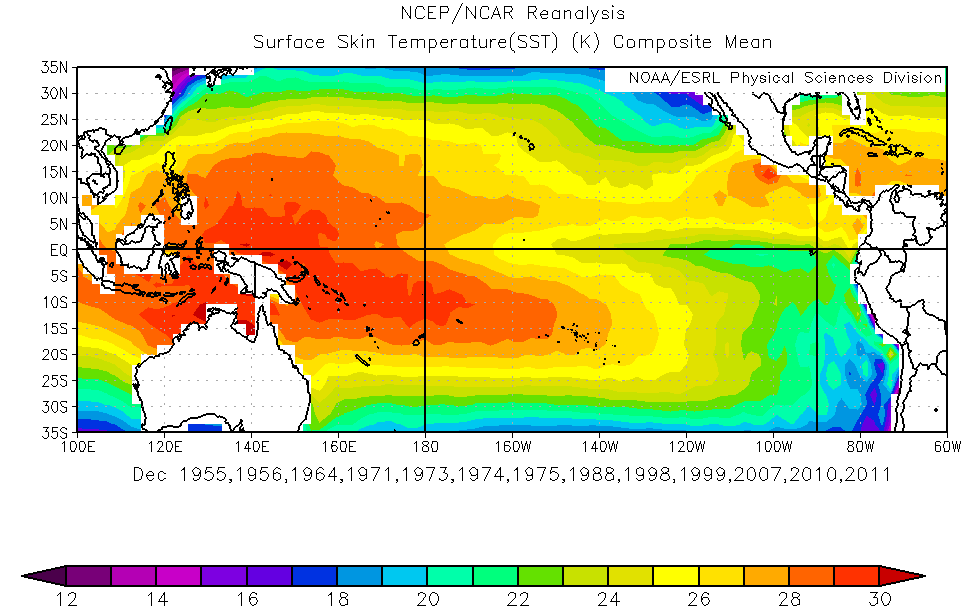 NCEP/NCAR Reanalysis
Surface Skin Temperature(SST) (K) Composite Mean
NOAA/ESRL Physical Sciences Division
35N
30N
25N
20N
15N
10N
5N
EQ
5S
10S
15S
20S
25S
30S
35S
100E 120E 140E 160E 180 160W 140W 120W 100W 80W 60W
Dec 1955,1956,1964,1971,1973,1974,1975,1988,1998,1999,2007,2010,2011
12 14 16 18 20 22 24 26 28 30